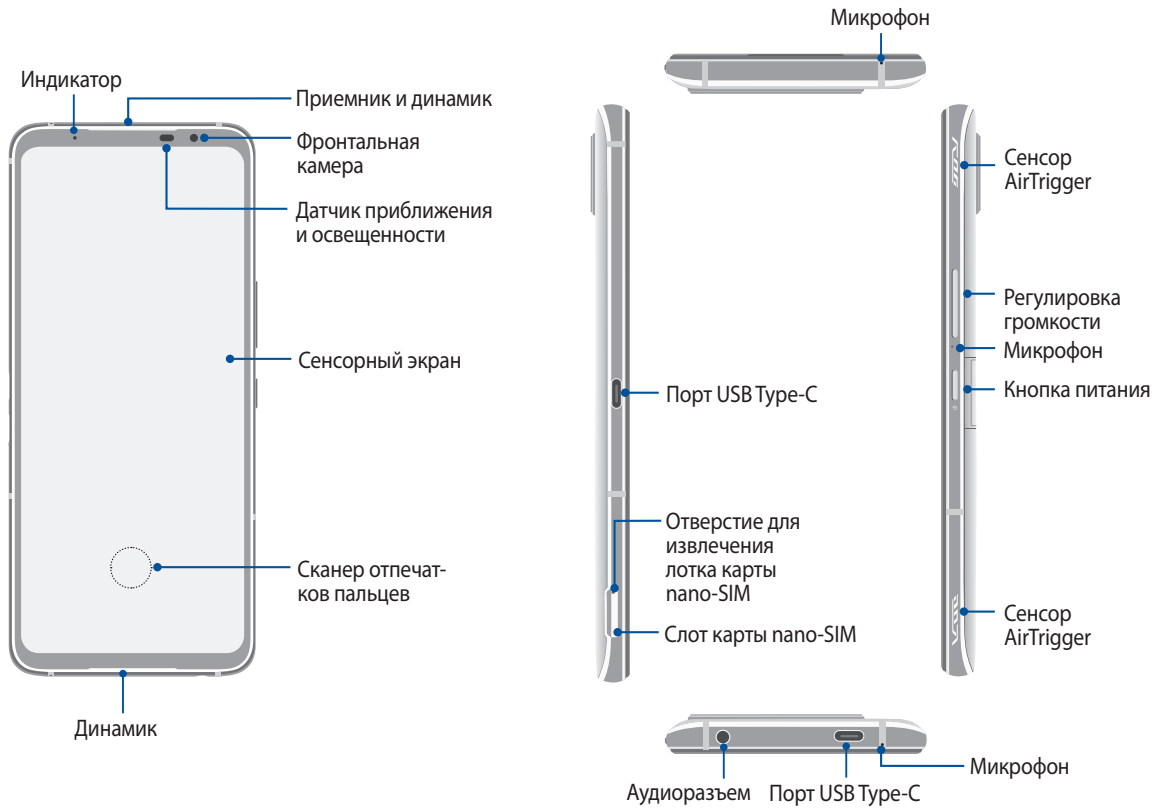 Индикатор
Приемник и динамик
Фронтальная
камера
Датчик приближения
и освещенности
Сенсорный экран
Сканер отпечат-
ков пальцев
Динамик
Микрофон
Порт USB Type-C
Отверстие для
извлечения
лотка карты
nano-SIM
Слот карты nano-SIM
Сенсор
AirTrigger
Регулировка
громкости
Микрофон
Кнопка питания
Сенсор
AirTrigger
Аудиоразъем
Порт USB Type-C
Микрофон